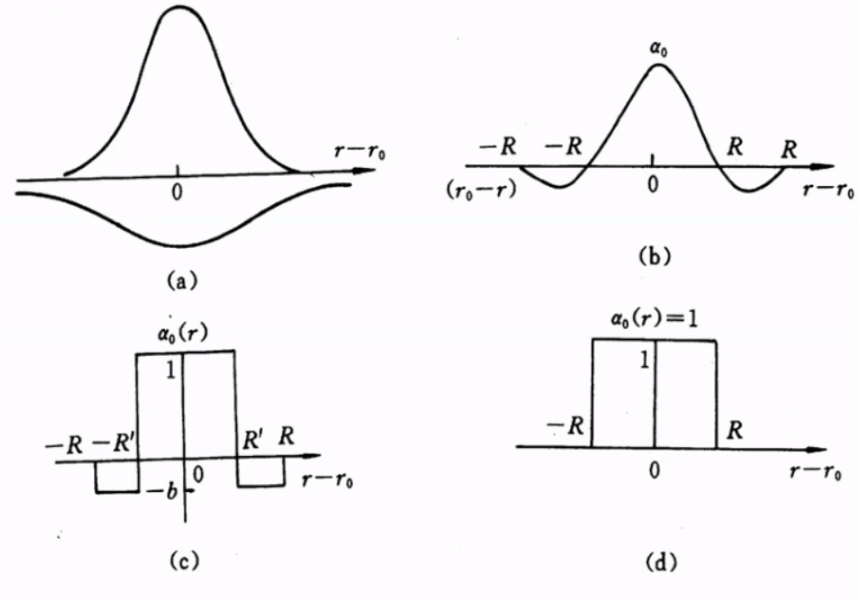 r−r₀
0
(a)
α₀
−R −R R R
(r₀−r) 0 r−r₀
(b)
α₀(r)
1
−R −R′ R′ R
0 r−r₀
−b
(c)
α₀(r)=1
1
−R R
0 r−r₀
(d)